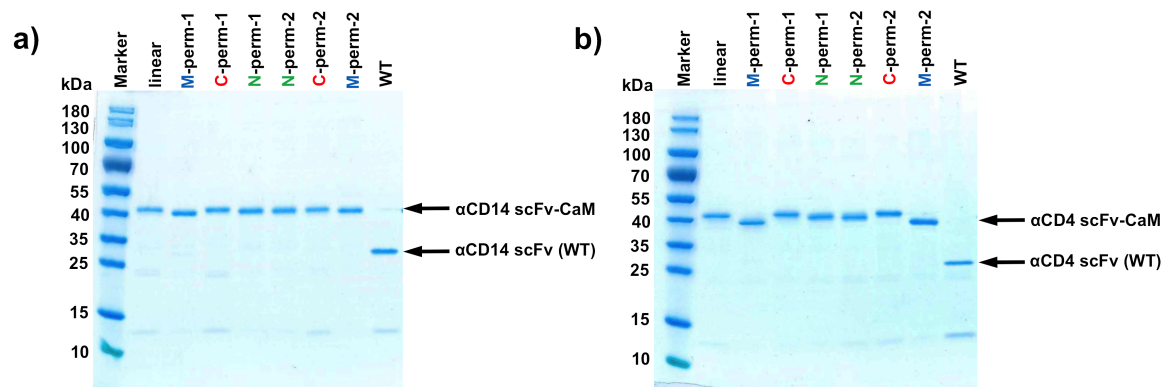 a)
kDa
Marker
linear
M-perm-1
C-perm-1
N-perm-1
N-perm-2
C-perm-2
M-perm-2
WT
180
130
100
70
55
40
35
25
15
10
αCD14 scFv-CaM
αCD14 scFv (WT)
b)
kDa
Marker
linear
M-perm-1
C-perm-1
N-perm-1
N-perm-2
C-perm-2
M-perm-2
WT
180
130
100
70
55
40
35
25
15
10
αCD4 scFv-CaM
αCD4 scFv (WT)